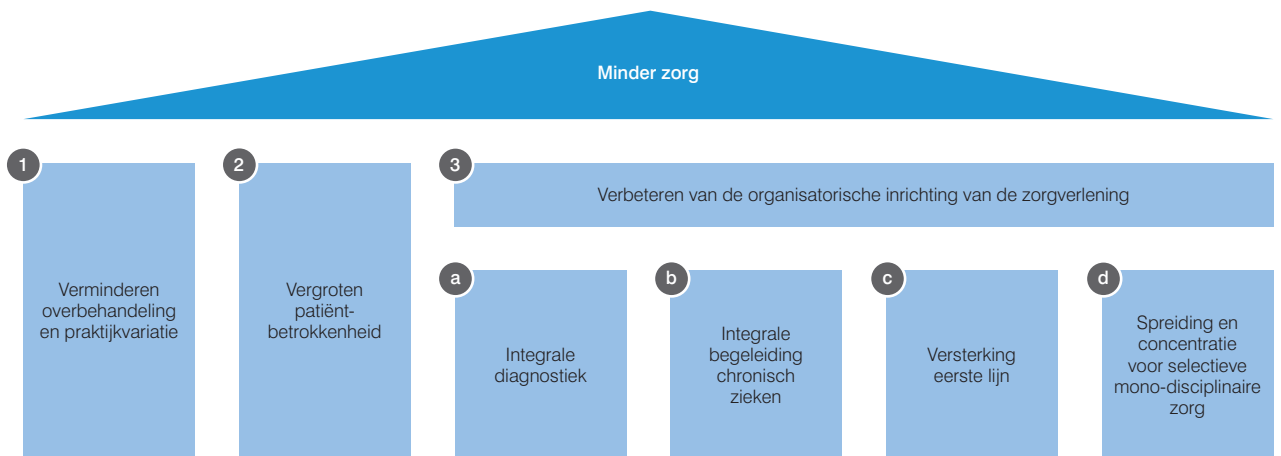 Minder zorg
1
Verminderen
overbehandeling
en praktijkvariatie
2
Vergroten
patiënt-
betrokkenheid
3
Verbeteren van de organisatorische inrichting van de zorgverlening
a
Integrale
diagnostiek
b
Integrale
begeleiding
chronisch
zieken
c
Versterking
eerste lijn
d
Spreiding en
concentratie
voor selectieve
mono-disciplinaire
zorg